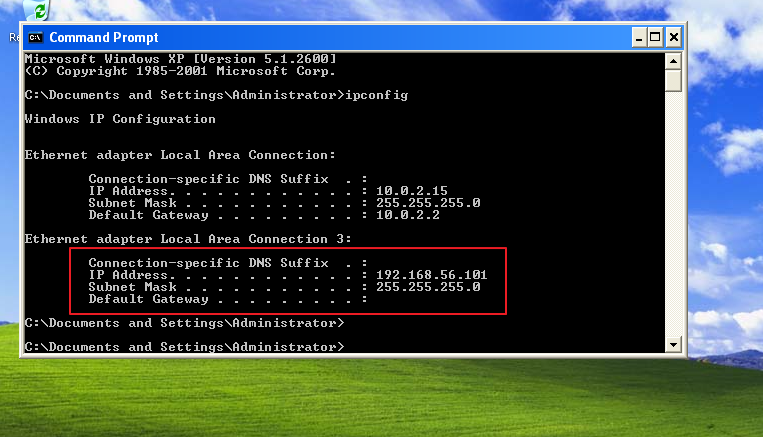 Re
Command Prompt
Microsoft Windows XP [Version 5.1.2600]
(C) Copyright 1985-2001 Microsoft Corp.
C:\Documents and Settings\Administrator>ipconfig
Windows IP Configuration
Ethernet adapter Local Area Connection:
Connection-specific DNS Suffix  . :
IP Address. . . . . . . . . . . . : 10.0.2.15
Subnet Mask . . . . . . . . . . . : 255.255.255.0
Default Gateway . . . . . . . . . : 10.0.2.2
Ethernet adapter Local Area Connection 3:
Connection-specific DNS Suffix  . :
IP Address. . . . . . . . . . . . : 192.168.56.101
Subnet Mask . . . . . . . . . . . : 255.255.255.0
Default Gateway . . . . . . . . . :
C:\Documents and Settings\Administrator>
C:\Documents and Settings\Administrator>